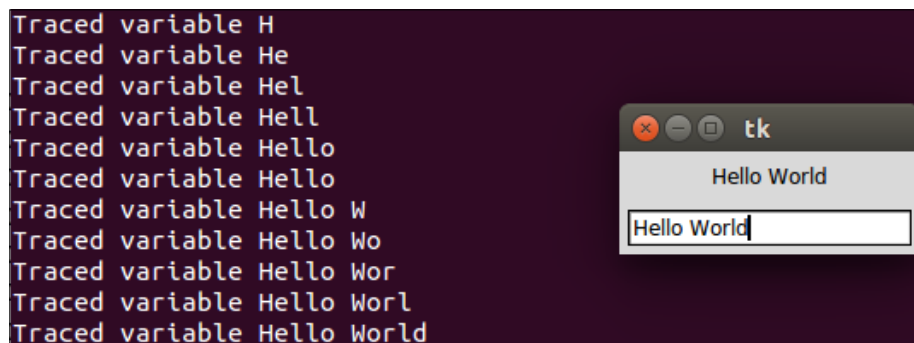 Traced variable H
Traced variable He
Traced variable Hel
Traced variable Hell
Traced variable Hello
Traced variable Hello
Traced variable Hello W
Traced variable Hello Wo
Traced variable Hello Wor
Traced variable Hello Worl
Traced variable Hello World
tk
Hello World
Hello World